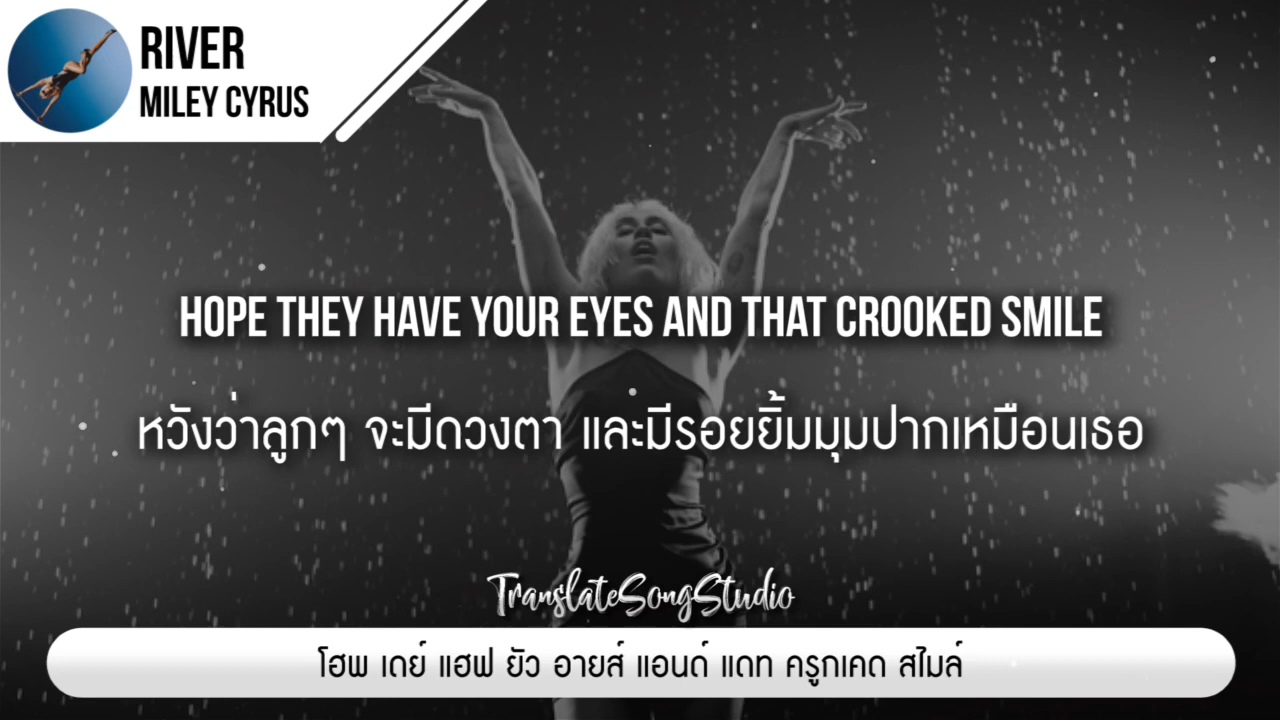 RIVER
MILEY CYRUS
HOPE THEY HAVE YOUR EYES AND THAT CROOKED SMILE
หวังว่าลูกๆ จะมีดวงตา และมีรอยยิ้มมุมปากเหมือนเธอ
TranslateSongStudio
โฮพ เดย์ แฮฟ ยัว อายส์ แอนด์ แดท ครูกเคด สไมล์